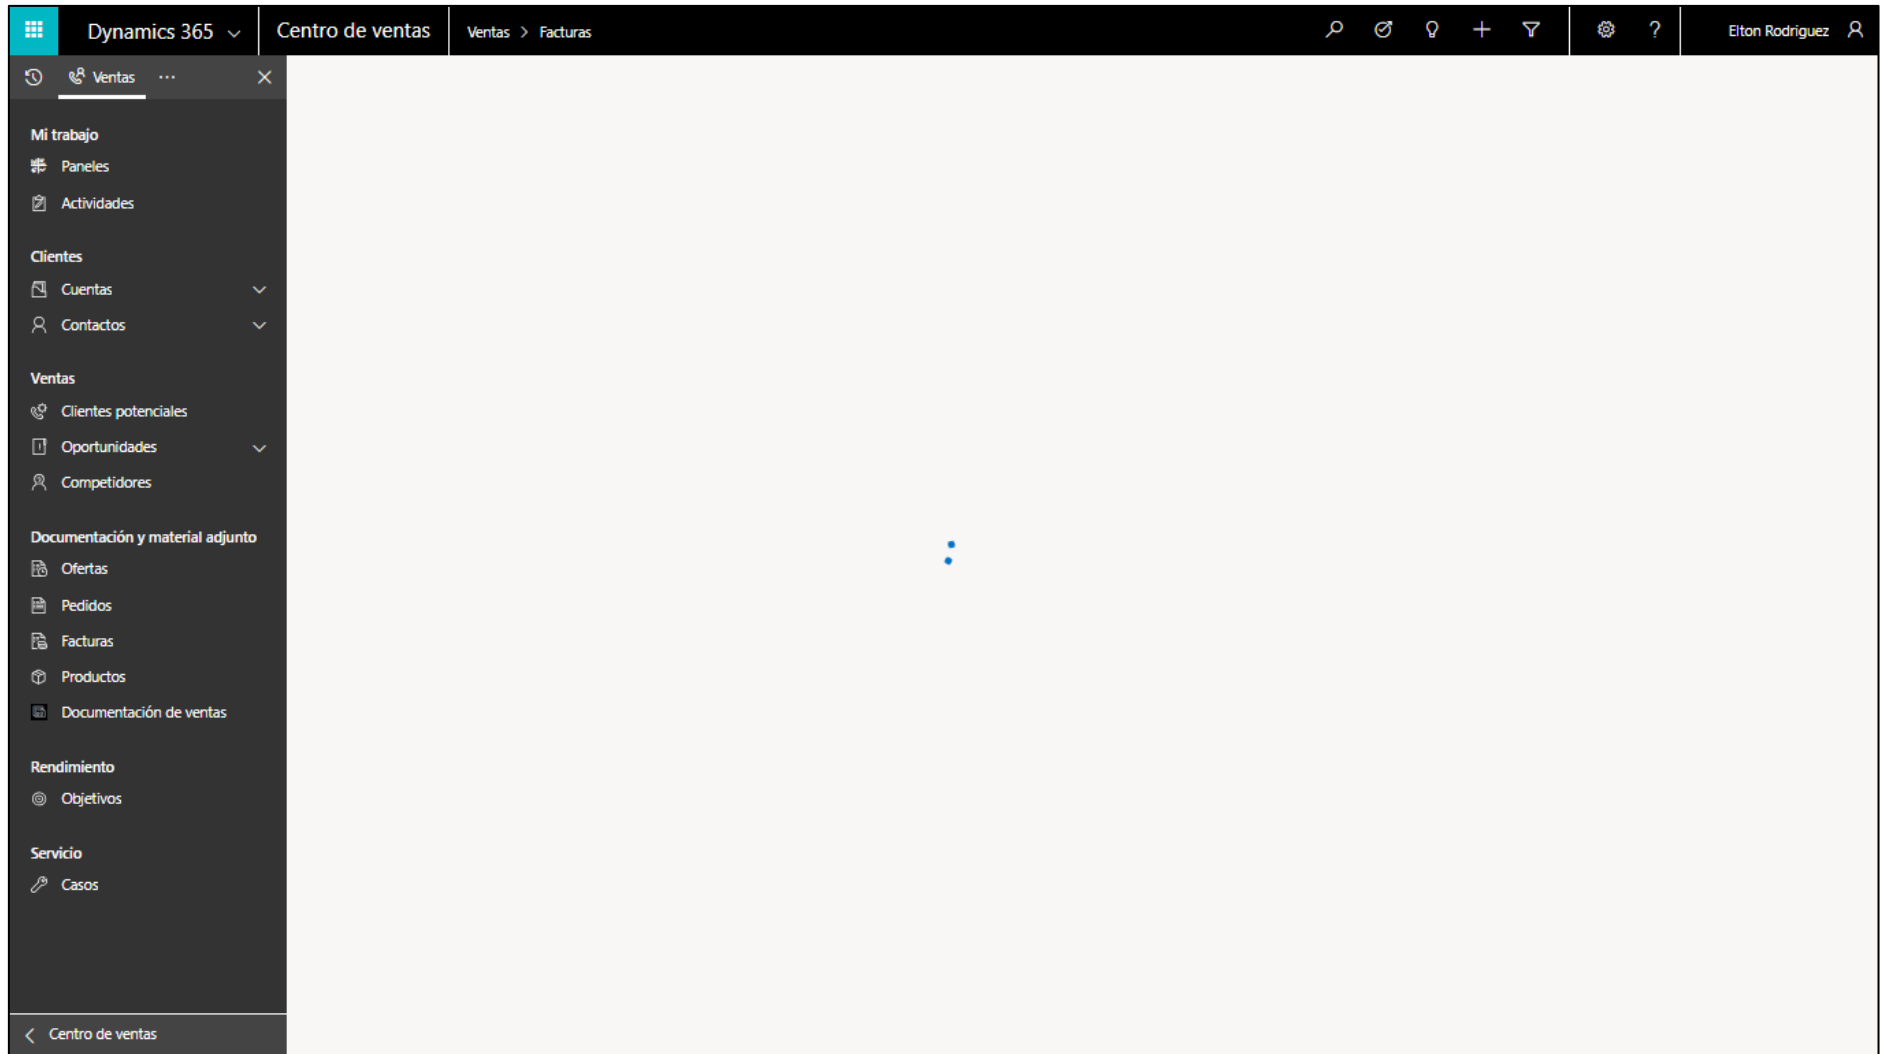 Dynamics 365
Centro de ventas
Ventas > Facturas
Elton Rodriguez
Ventas
Mi trabajo
Paneles
Actividades
Clientes
Cuentas
Contactos
Ventas
Clientes potenciales
Oportunidades
Competidores
Documentación y material adjunto
Ofertas
Pedidos
Facturas
Productos
Documentación de ventas
Rendimiento
Objetivos
Servicio
Casos
Centro de ventas